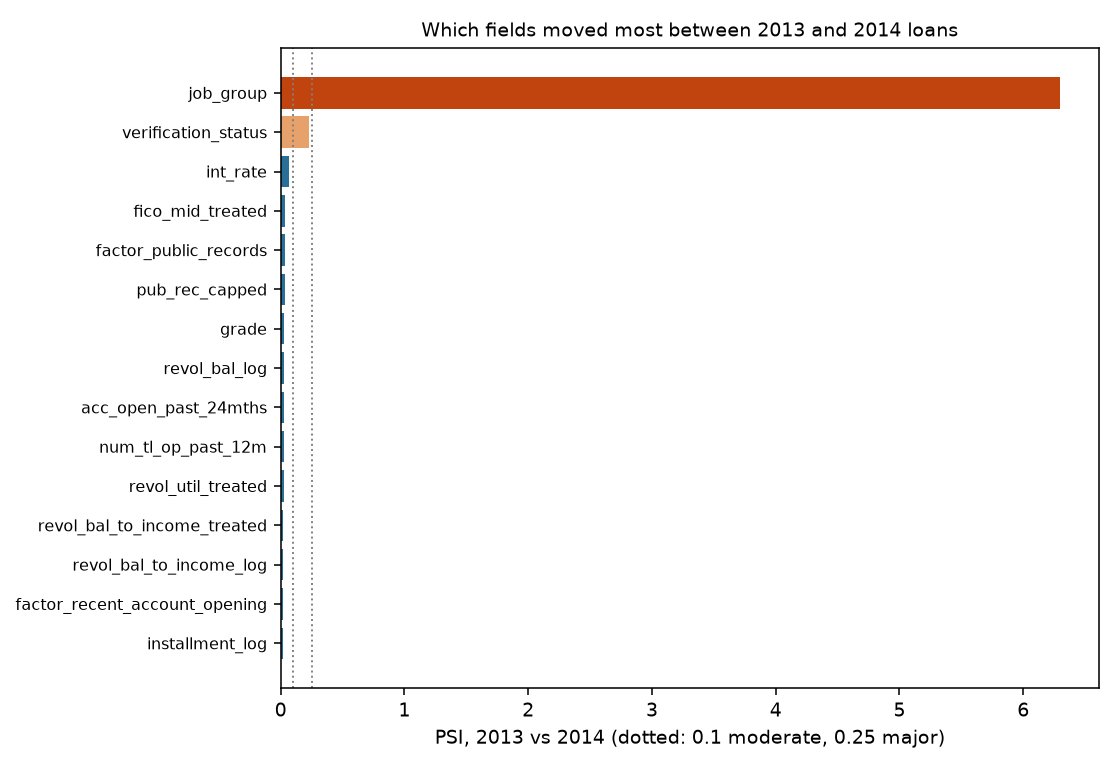 Which fields moved most between 2013 and 2014 loans
job_group
verification_status
int_rate
fico_mid_treated
factor_public_records
pub_rec_capped
grade
revol_bal_log
acc_open_past_24mths
num_tl_op_past_12m
revol_util_treated
revol_bal_to_income_treated
revol_bal_to_income_log
factor_recent_account_opening
installment_log
0 1 2 3 4 5 6
PSI, 2013 vs 2014 (dotted: 0.1 moderate, 0.25 major)